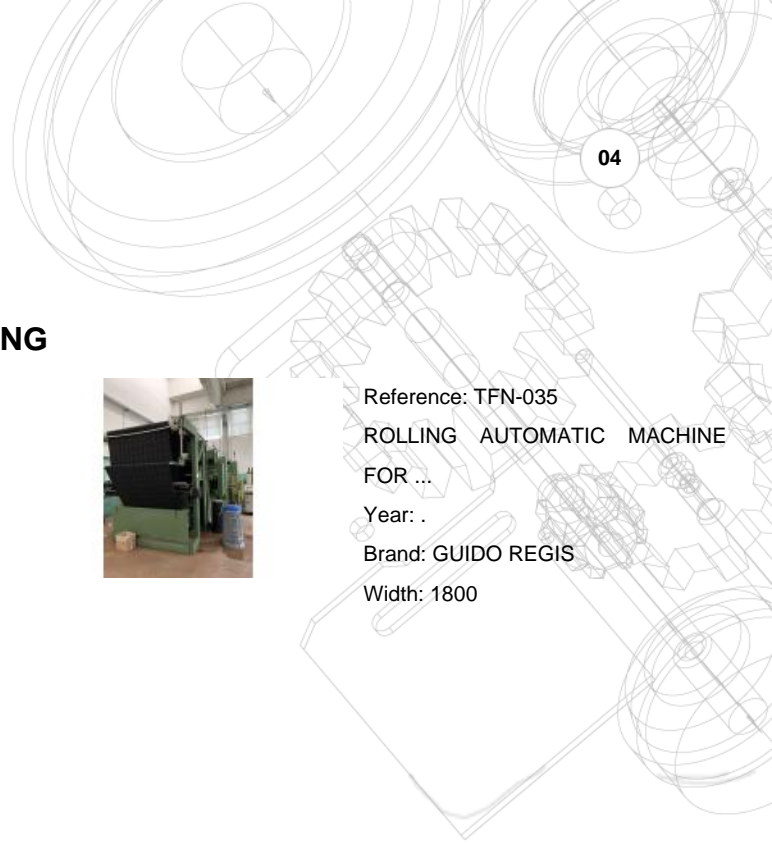 04
NG
Reference: TFN-035
ROLLING AUTOMATIC MACHINE
FOR ...
Year: .
Brand: GUIDO REGIS
Width: 1800